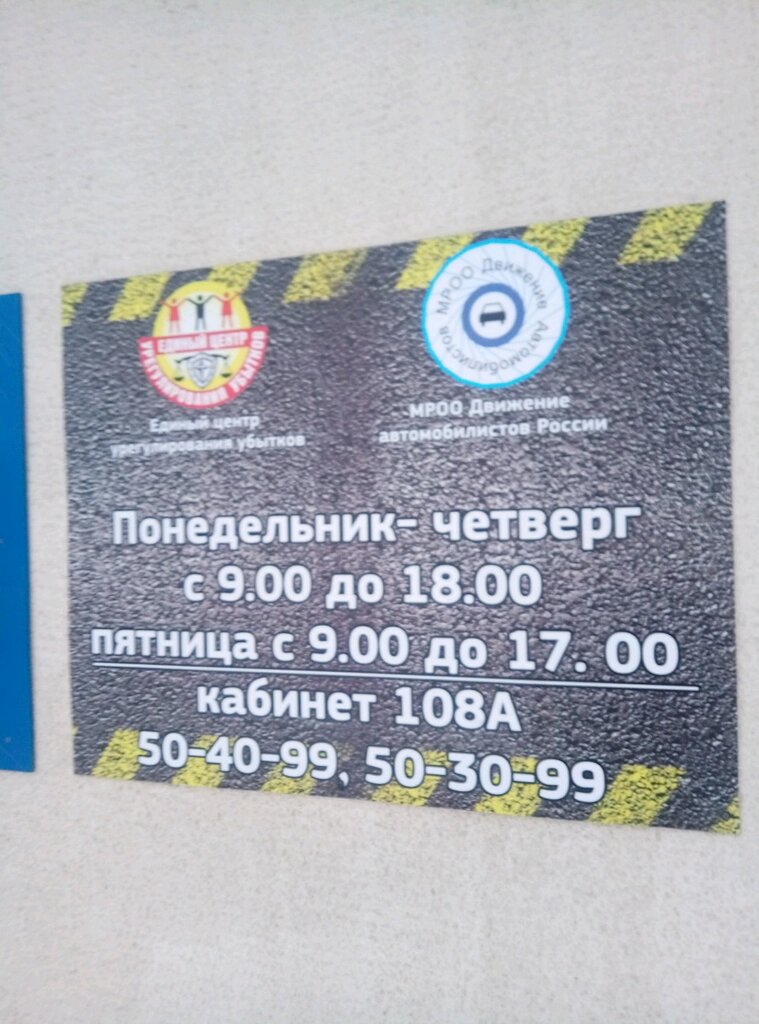 ЕДИНЫЙ ЦЕНТР
УРЕГУЛИРОВАНИЯ УБЫТКОВ
Единый центр
урегулирования убытков
МРОО Движение Автомобилистов
МРОО Движение
автомобилистов России
Понедельник- четверг
с 9.00 до 18.00
пятница с 9.00 до 17. 00
кабинет 108А
50-40-99, 50-30-99